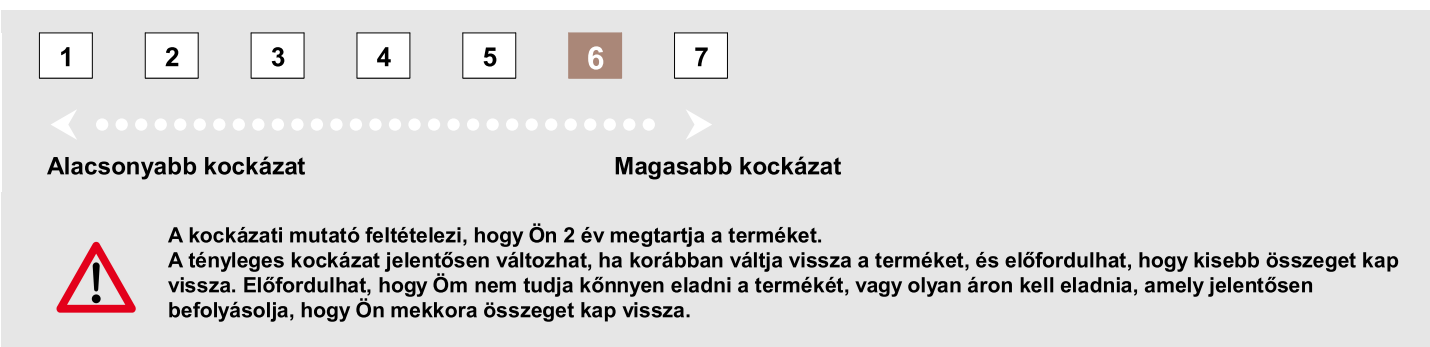 1 2 3 4 5 6 7
Alacsonyabb kockázat Magasabb kockázat
A kockázati mutató feltételezi, hogy Ön 2 év megtartja a terméket.
A tényleges kockázat jelentősen változhat, ha korábban váltja vissza a terméket, és előfordulhat, hogy kisebb összeget kap
vissza. Előfordulhat, hogy Öm nem tudja kőnnyen eladni a termékét, vagy olyan áron kell eladnia, amely jelentősen
befolyásolja, hogy Ön mekkora összeget kap vissza.